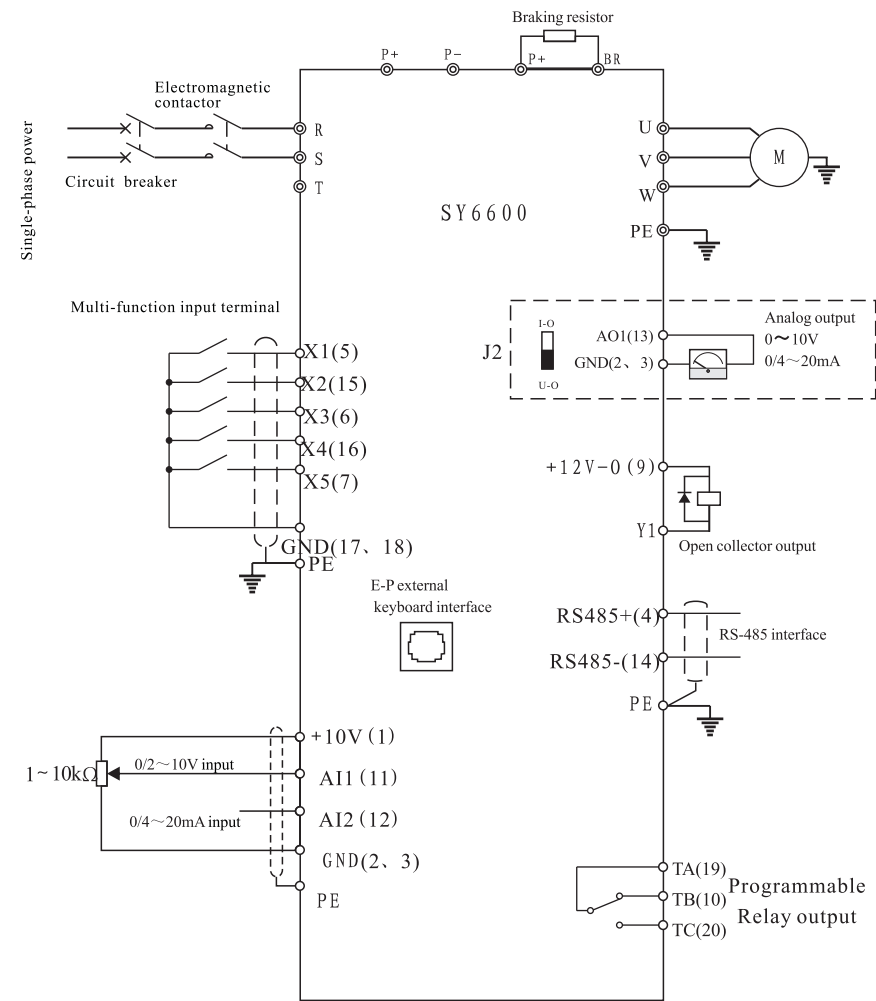 Braking resistor
P+
P-
P+
BR
Electromagnetic
contactor
Single-phase power
R
S
T
Circuit breaker
U
V
W
M
SY6600
PE
Multi-function input terminal
X1(5)
X2(15)
X3(6)
X4(16)
X5(7)
GND(17、18)
PE
J2
I-O
U-O
AO1(13)
GND(2、3)
Analog output
0～10V
0/4～20mA
+12V-O(9)
Y1
Open collector output
E-P external
keyboard interface
RS485+(4)
RS485-(14)
RS-485 interface
PE
1~10kΩ
0/2～10V input
0/4～20mA input
+10V(1)
AI1(11)
AI2(12)
GND(2、3)
PE
TA(19)
TB(10)
TC(20)
Programmable
Relay output